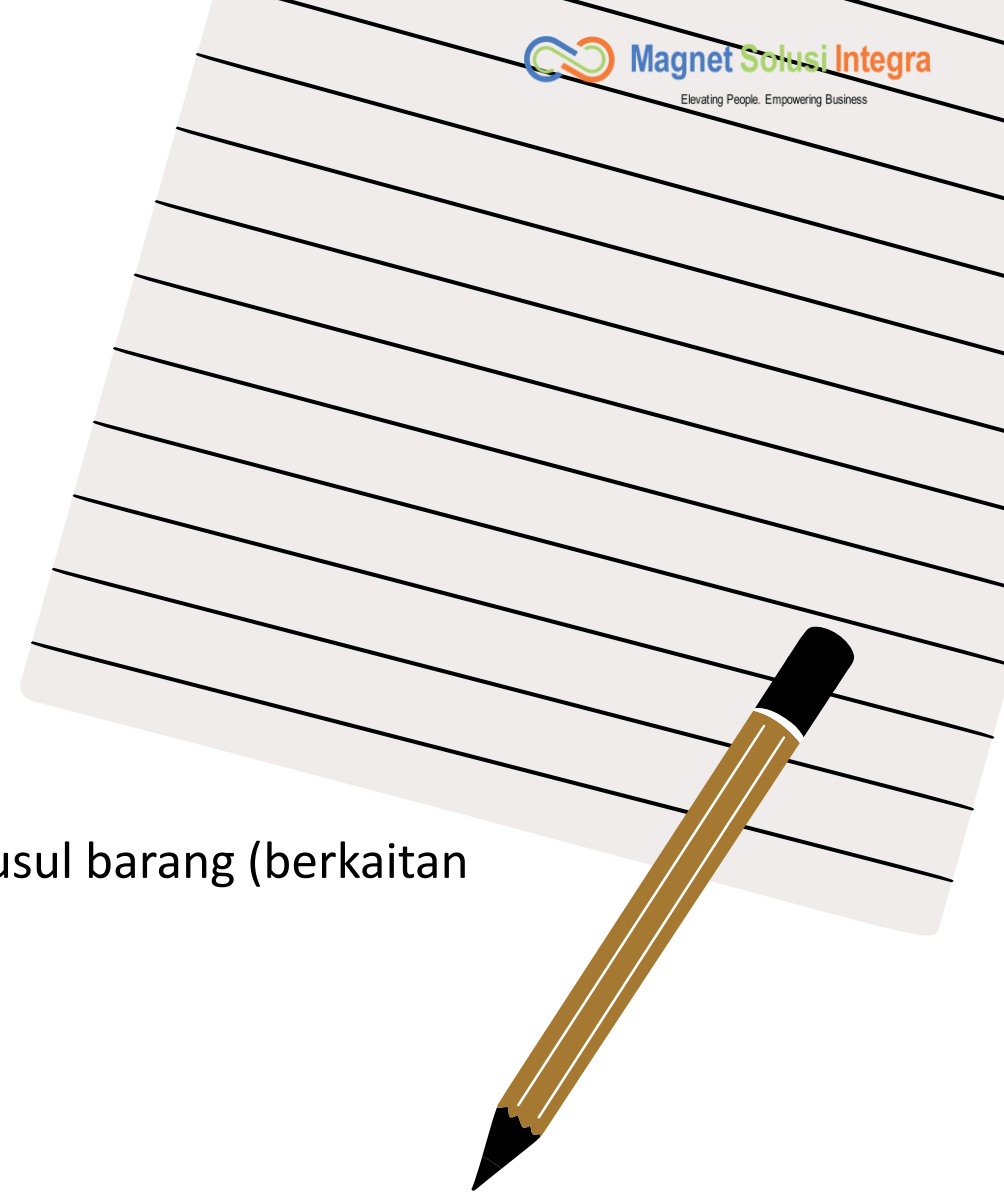 Magnet Solusi Integra
Elevating People. Empowering Business
usul barang (berkaitan